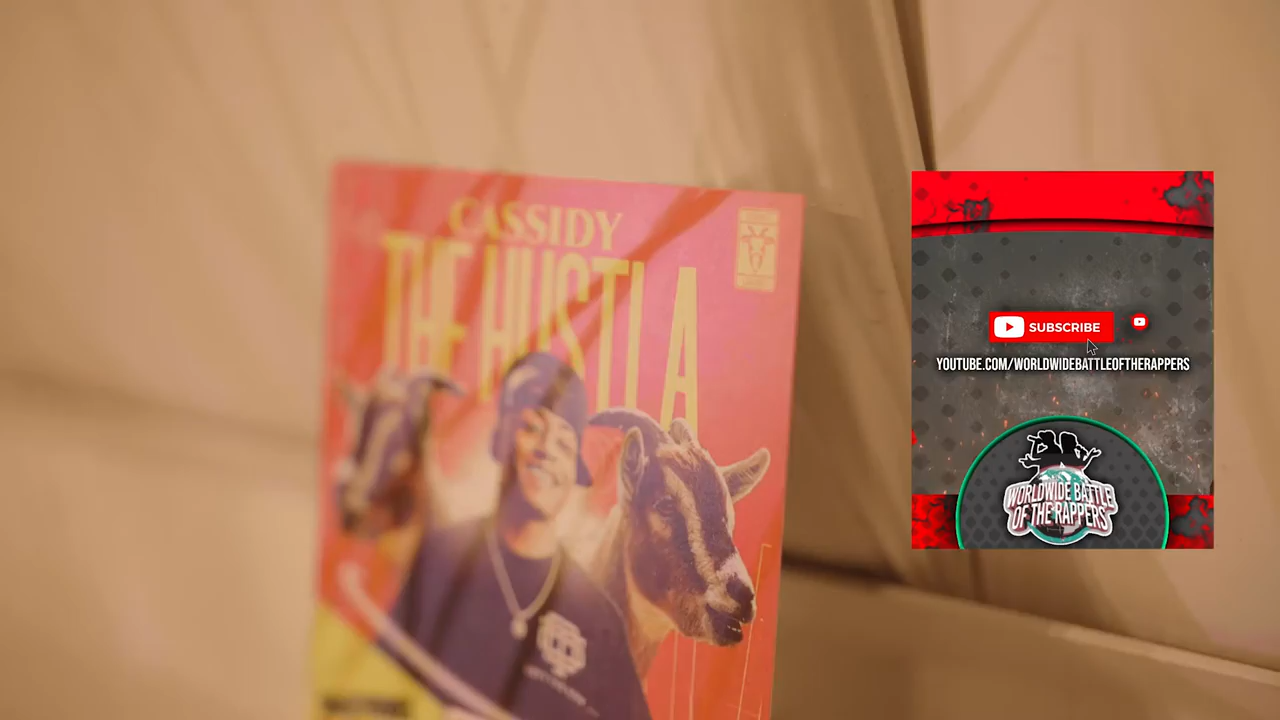 CASSIDY
THE HUSTLA
SUBSCRIBE
YOUTUBE.COM/WORLDWIDEBATTLEOFTHERAPPERS
WORLDWIDE BATTLE
OF THE RAPPERS